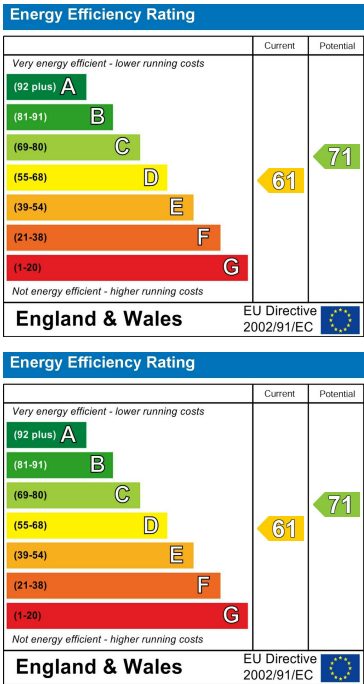 Energy Efficiency Rating
Current Potential
Very energy efficient - lower running costs
(92 plus) A
(81-91) B
(69-80) C
71
(55-68) D
61
(39-54) E
(21-38) F
(1-20) G
Not energy efficient - higher running costs
England & Wales
EU Directive
2002/91/EC
Energy Efficiency Rating
Current Potential
Very energy efficient - lower running costs
(92 plus) A
(81-91) B
(69-80) C
71
(55-68) D
61
(39-54) E
(21-38) F
(1-20) G
Not energy efficient - higher running costs
England & Wales
EU Directive
2002/91/EC